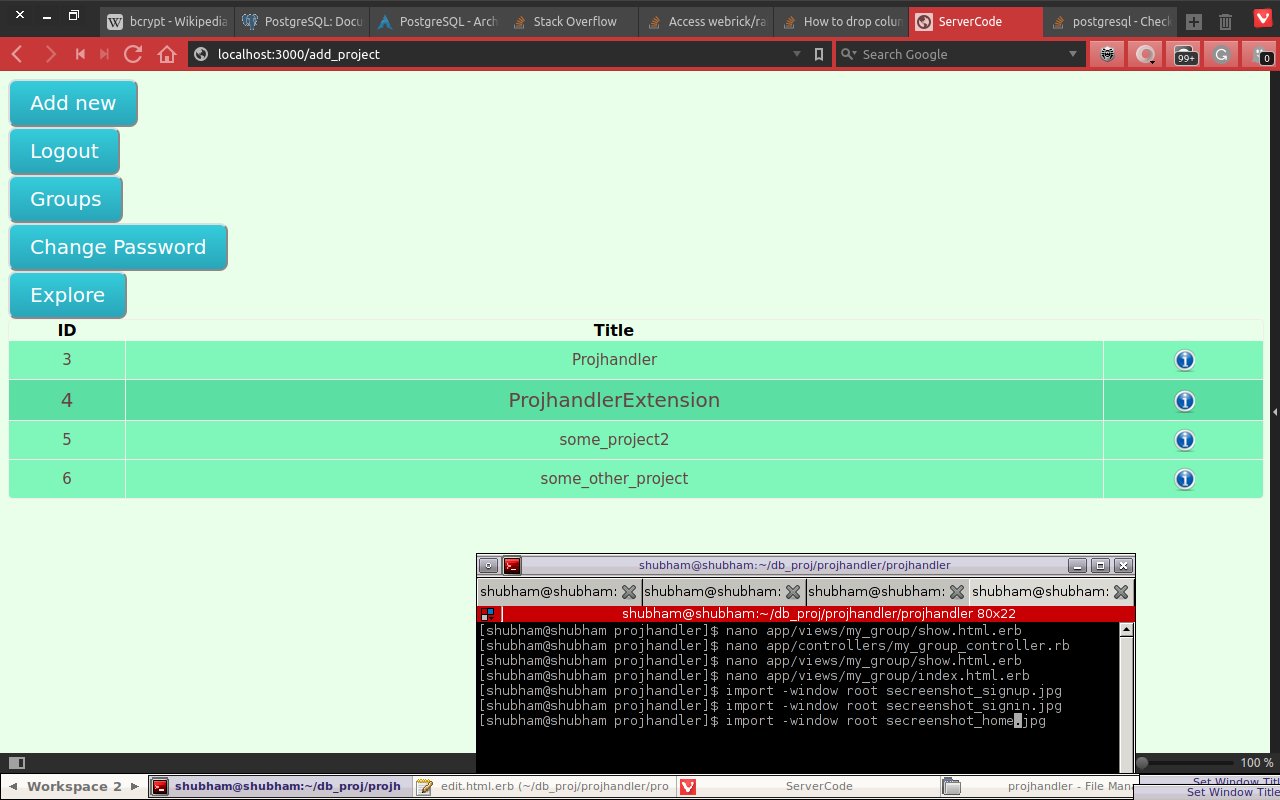 bcrypt - Wikipedia
PostgreSQL: Docu
PostgreSQL - Arch
Stack Overflow
Access webrick/ra
How to drop colum
ServerCode
postgresql - Check
localhost:3000/add_project
Search Google
99+
0
Add new
Logout
Groups
Change Password
Explore
ID Title
3 Projhandler
4 ProjhandlerExtension
5 some_project2
6 some_other_project
shubham@shubham:~/db_proj/projhandler/projhandler
shubham@shubham: shubham@shubham: shubham@shubham: shubham@shubham:
shubham@shubham:~/db_proj/projhandler/projhandler 80x22
[shubham@shubham projhandler]$ nano app/views/my_group/show.html.erb
[shubham@shubham projhandler]$ nano app/controllers/my_group_controller.rb
[shubham@shubham projhandler]$ nano app/views/my_group/show.html.erb
[shubham@shubham projhandler]$ nano app/views/my_group/index.html.erb
[shubham@shubham projhandler]$ import -window root secreenshot_signup.jpg
[shubham@shubham projhandler]$ import -window root secreenshot_signin.jpg
[shubham@shubham projhandler]$ import -window root secreenshot_home.jpg
100 %
Workspace 2
shubham@shubham:~/db_proj/projh
edit.html.erb (~/db_proj/projhandler/pro
ServerCode
projhandler - File Mana
Set Window Title
Set Window Title